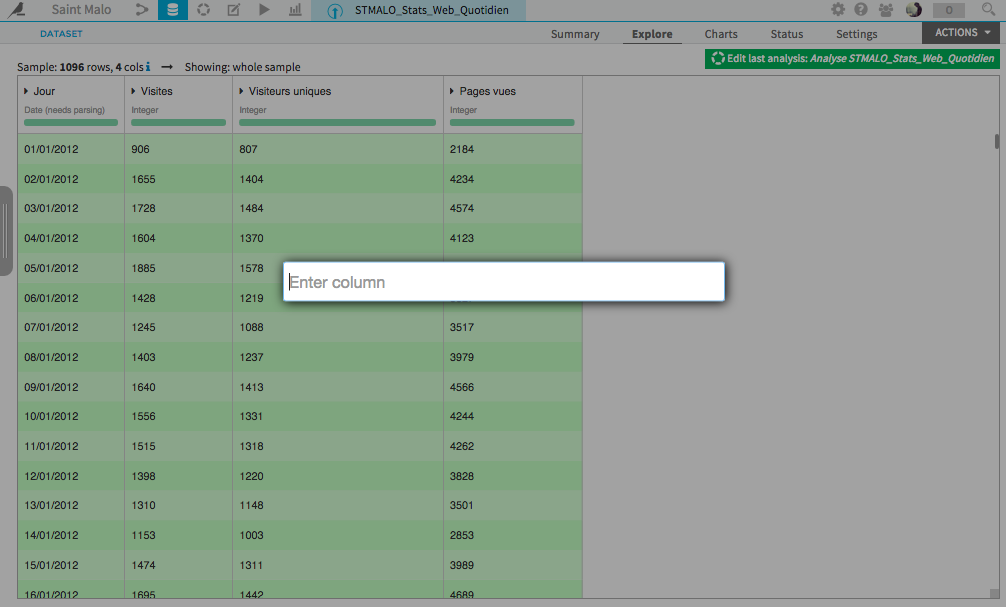 Saint Malo STMALO_Stats_Web_Quotidien 0
DATASET Summary Explore Charts Status Settings ACTIONS
Sample: 1096 rows, 4 cols i → Showing: whole sample Edit last analysis: Analyse STMALO_Stats_Web_Quotidien
Jour Visites Visiteurs uniques Pages vues
Date (needs parsing) Integer Integer Integer
01/01/2012 906 807 2184
02/01/2012 1655 1404 4234
03/01/2012 1728 1484 4574
04/01/2012 1604 1370 4123
05/01/2012 1885 1578
Enter column
06/01/2012 1428 1219
07/01/2012 1245 1088 3517
08/01/2012 1403 1237 3979
09/01/2012 1640 1413 4566
10/01/2012 1556 1331 4244
11/01/2012 1515 1318 4262
12/01/2012 1398 1220 3828
13/01/2012 1310 1148 3501
14/01/2012 1153 1003 2853
15/01/2012 1474 1311 3989
16/01/2012 1695 1442 4689